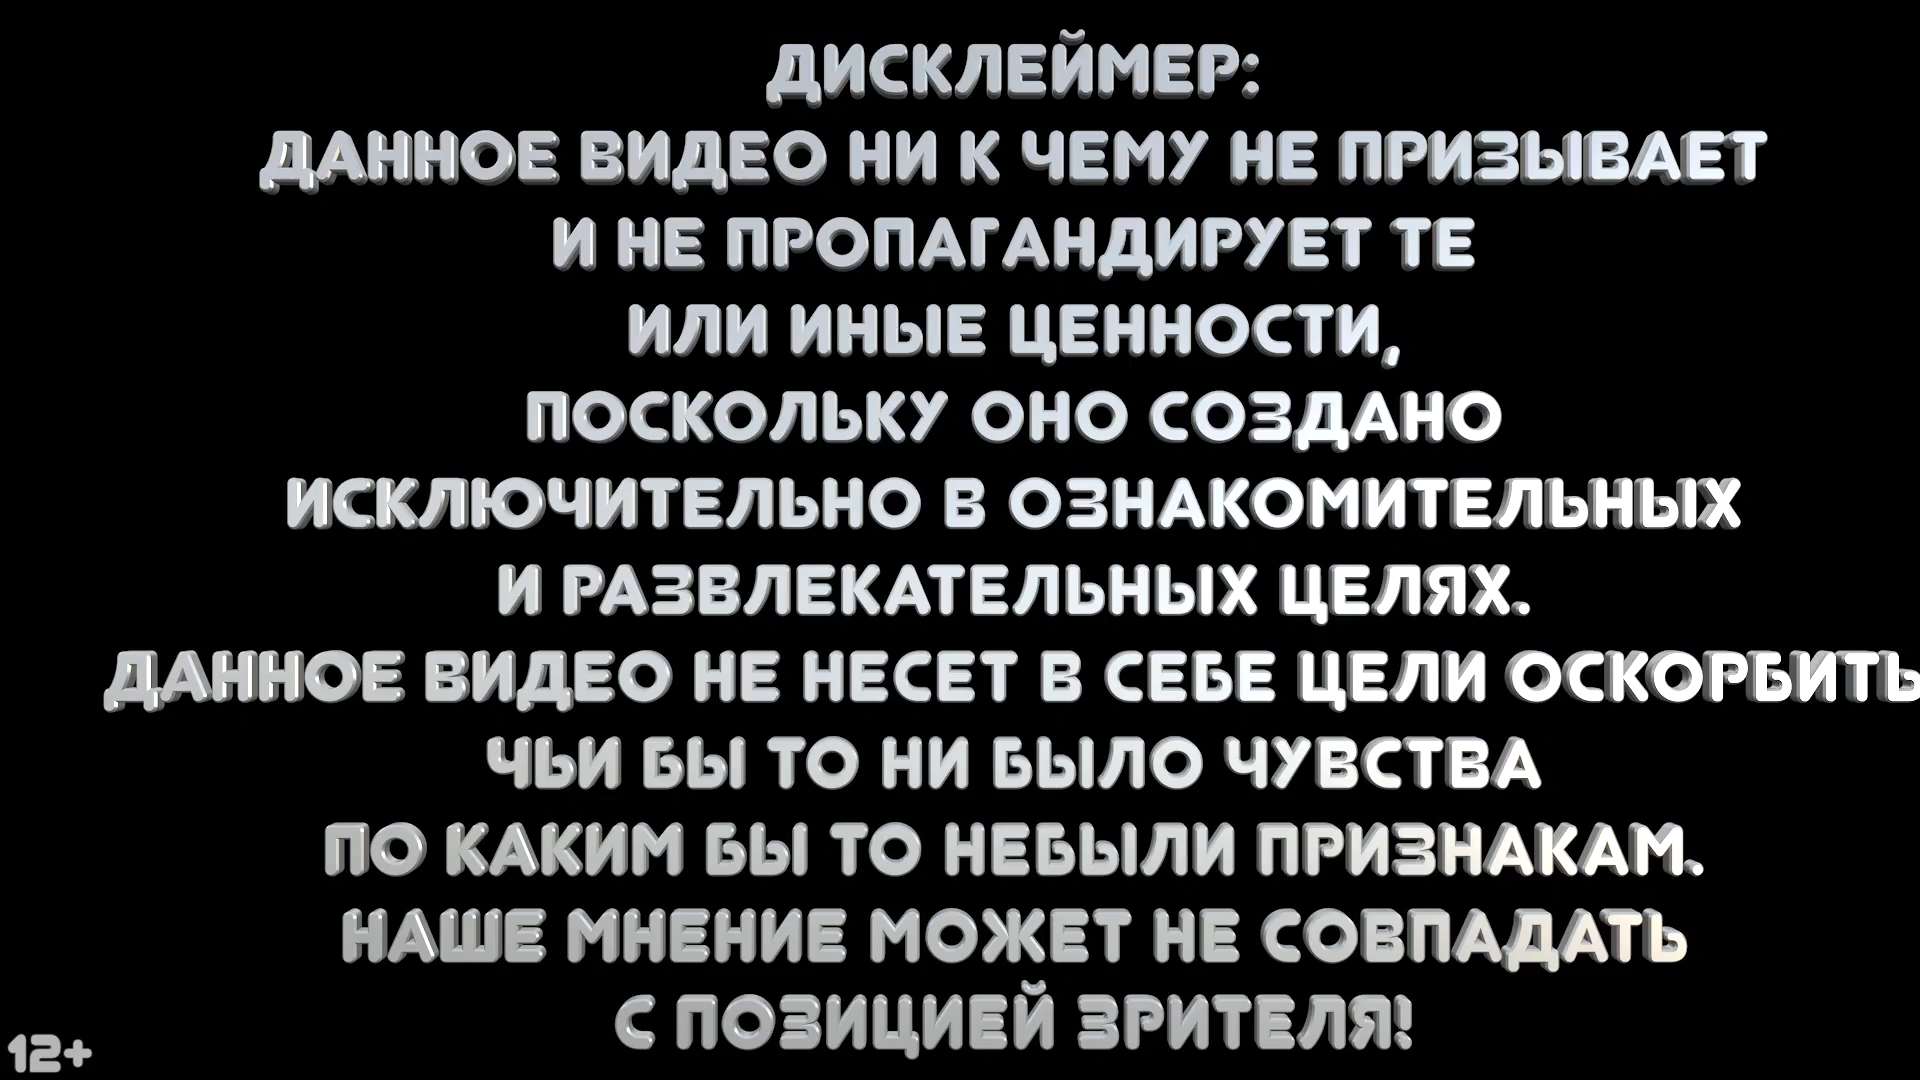 ДИСКЛЕЙМЕР:
ДАННОЕ ВИДЕО НИ К ЧЕМУ НЕ ПРИЗЫВАЕТ
И НЕ ПРОПАГАНДИРУЕТ ТЕ
ИЛИ ИНЫЕ ЦЕННОСТИ,
ПОСКОЛЬКУ ОНО СОЗДАНО
ИСКЛЮЧИТЕЛЬНО В ОЗНАКОМИТЕЛЬНЫХ
И РАЗВЛЕКАТЕЛЬНЫХ ЦЕЛЯХ.
ДАННОЕ ВИДЕО НЕ НЕСЕТ В СЕБЕ ЦЕЛИ ОСКОРБИТЬ
ЧЬИ БЫ ТО НИ БЫЛО ЧУВСТВА
ПО КАКИМ БЫ ТО НЕБЫЛИ ПРИЗНАКАМ.
НАШЕ МНЕНИЕ МОЖЕТ НЕ СОВПАДАТЬ
С ПОЗИЦИЕЙ ЗРИТЕЛЯ!
12+